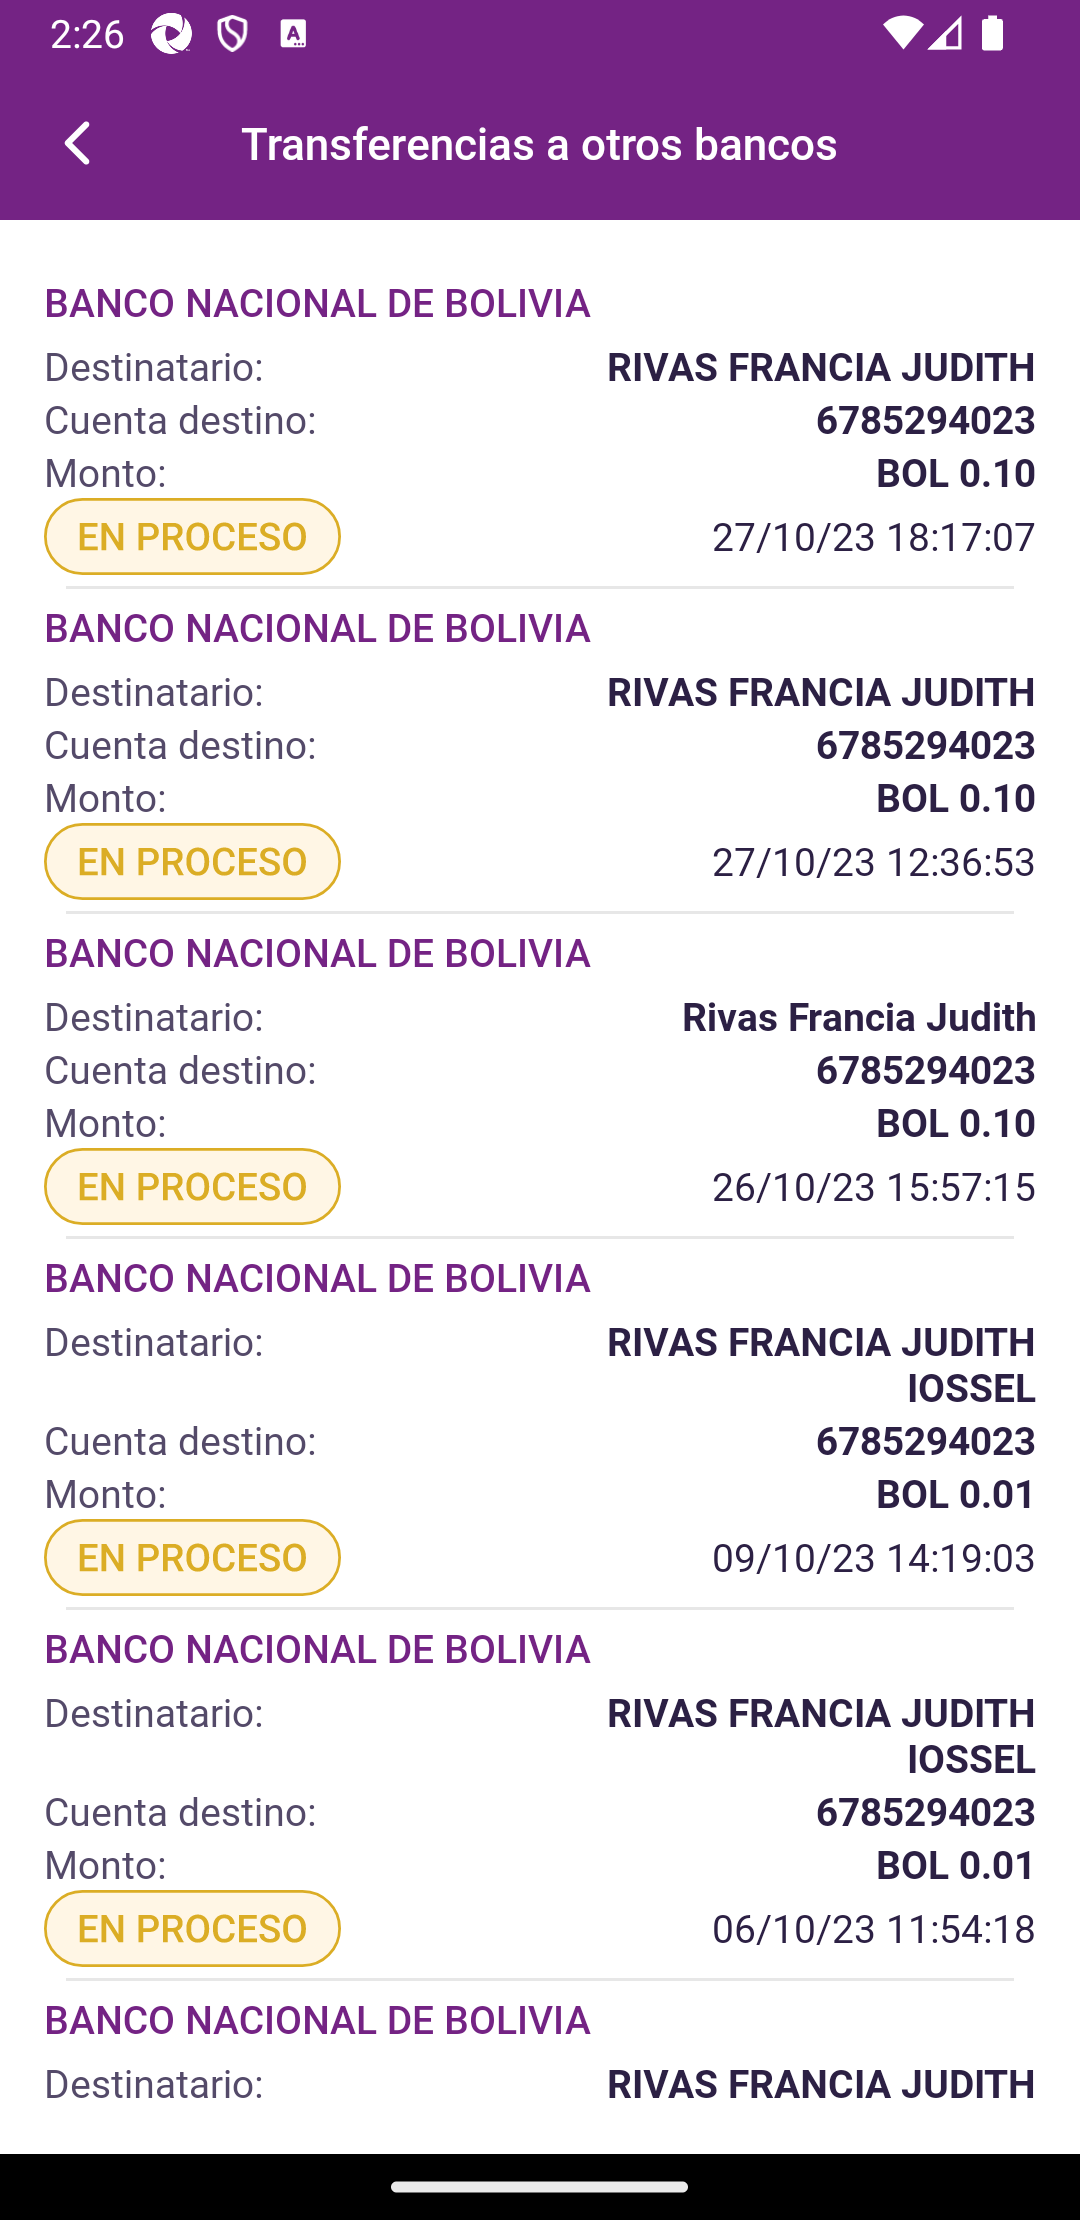 2:26
Transferencias a otros bancos
BANCO NACIONAL DE BOLIVIA
Destinatario: RIVAS FRANCIA JUDITH
Cuenta destino: 6785294023
Monto: BOL 0.10
EN PROCESO 27/10/23 18:17:07
BANCO NACIONAL DE BOLIVIA
Destinatario: RIVAS FRANCIA JUDITH
Cuenta destino: 6785294023
Monto: BOL 0.10
EN PROCESO 27/10/23 12:36:53
BANCO NACIONAL DE BOLIVIA
Destinatario: Rivas Francia Judith
Cuenta destino: 6785294023
Monto: BOL 0.10
EN PROCESO 26/10/23 15:57:15
BANCO NACIONAL DE BOLIVIA
Destinatario: RIVAS FRANCIA JUDITH
IOSSEL
Cuenta destino: 6785294023
Monto: BOL 0.01
EN PROCESO 09/10/23 14:19:03
BANCO NACIONAL DE BOLIVIA
Destinatario: RIVAS FRANCIA JUDITH
IOSSEL
Cuenta destino: 6785294023
Monto: BOL 0.01
EN PROCESO 06/10/23 11:54:18
BANCO NACIONAL DE BOLIVIA
Destinatario: RIVAS FRANCIA JUDITH